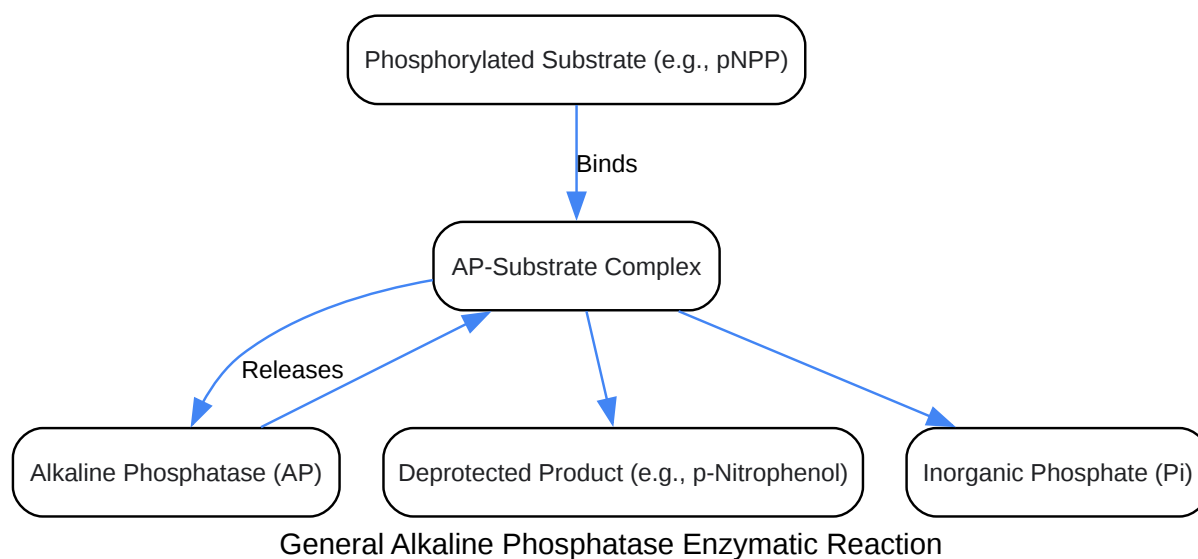 Phosphorylated Substrate (e.g., pNPP)
Binds
AP-Substrate Complex
Releases
Alkaline Phosphatase (AP)
Deprotected Product (e.g., p-Nitrophenol)
Inorganic Phosphate (Pi)
General Alkaline Phosphatase Enzymatic Reaction